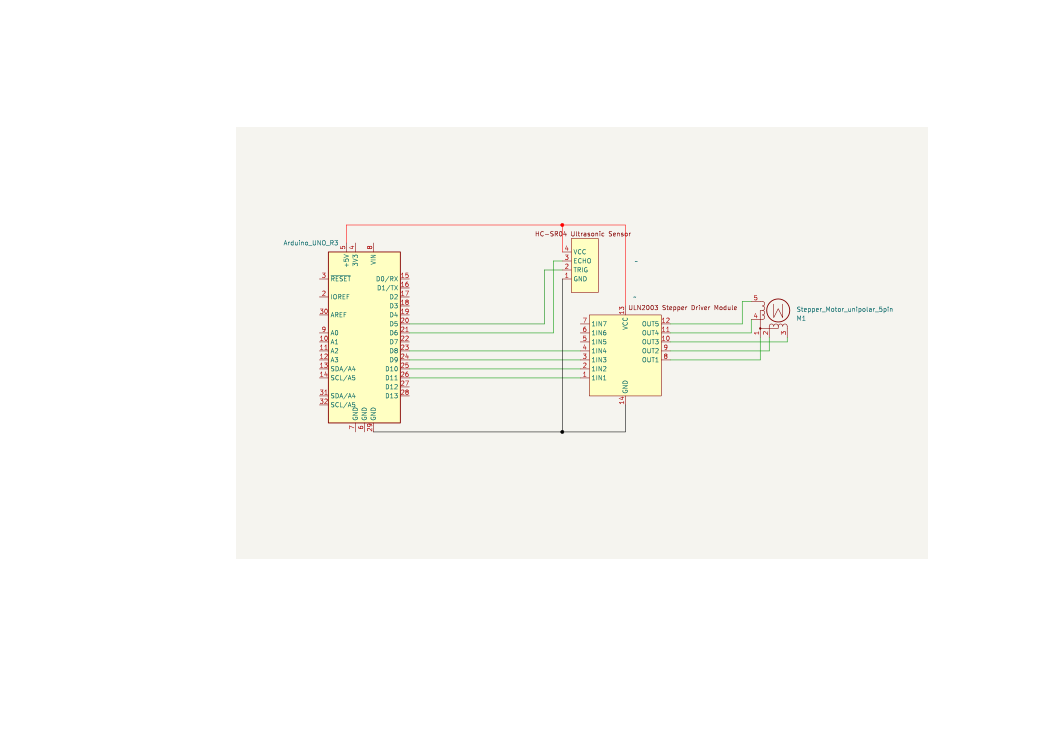 HC-SR04 Ultrasonic Sensor
Arduino_UNO_R3
5 4 8
+5V 3V3 VIN
4 VCC
3 ECHO
2 TRIG
1 GND
-
-
3 RESET
2 IOREF
30 AREF
9 A0
10 A1
11 A2
12 A3
13 SDA/A4
14 SCL/A5
31 SDA/A4
32 SCL/A5
D0/RX 15
D1/TX 16
D2 17
D3 18
D4 19
D5 20
D6 21
D7 22
D8 23
D9 24
D10 25
D11 26
D12 27
D13 28
GND GND GND
7 6 29
ULN2003 Stepper Driver Module
13
VCC
7 1IN7
6 1IN6
5 1IN5
4 1IN4
3 1IN3
2 1IN2
1 1IN1
OUT5 12
OUT4 11
OUT3 10
OUT2 9
OUT1 8
GND
14
5
4
1 2 3
M
Stepper_Motor_unipolar_5pin
M1